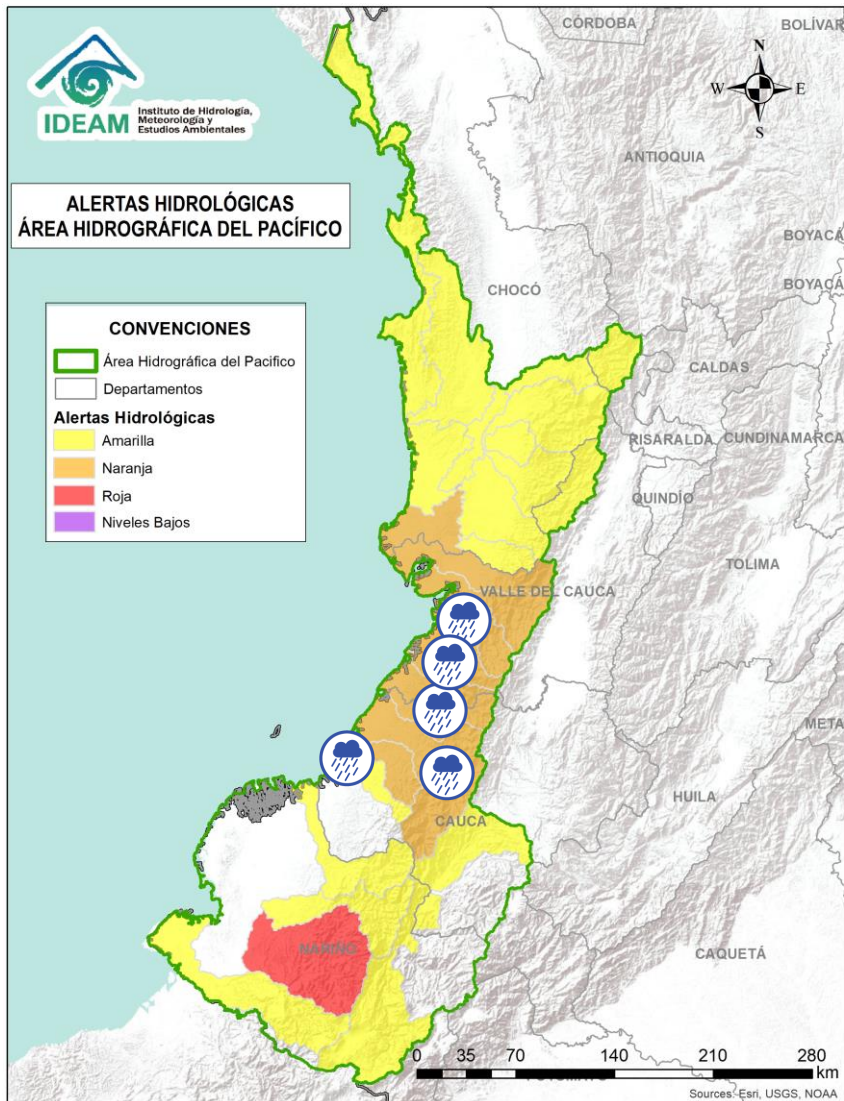 CÓRDOBA
BOLÍVAR
IDEAM
Instituto de Hidrología,
Meteorología y
Estudios Ambientales
N
W E
S
ANTIOQUIA
ALERTAS HIDROLÓGICAS
ÁREA HIDROGRÁFICA DEL PACÍFICO
BOYACÁ
BOYACÁ
CHOCÓ
CONVENCIONES
Área Hidrográfica del Pacifico
Departamentos
Alertas Hidrológicas
Amarilla
Naranja
Roja
Niveles Bajos
CALDAS
RISARALDA
CUNDINAMARCA
QUINDÍO
TOLIMA
VALLE DEL CAUCA
META
HUILA
CAUCA
NARIÑO
CAQUETÁ
0 35 70 140 210 280
km
Sources: Esri, USGS, NOAA